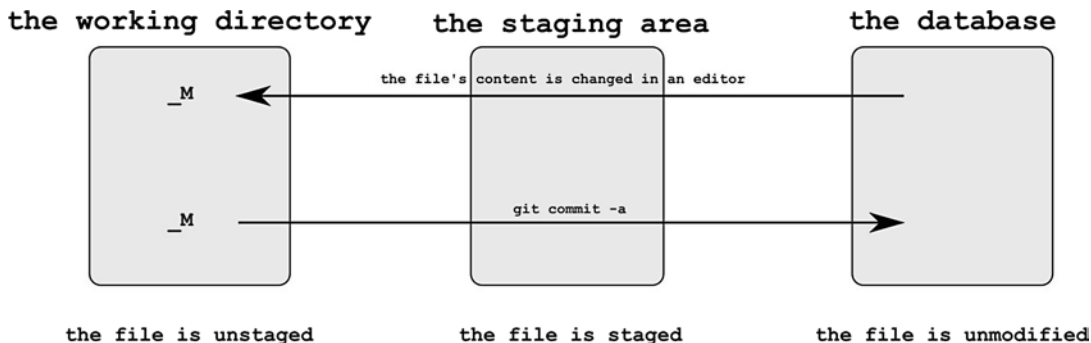 the working directory
the staging area
the database
the file's content is changed in an editor
_M
git commit -a
_M
the file is unstaged
the file is staged
the file is unmodified